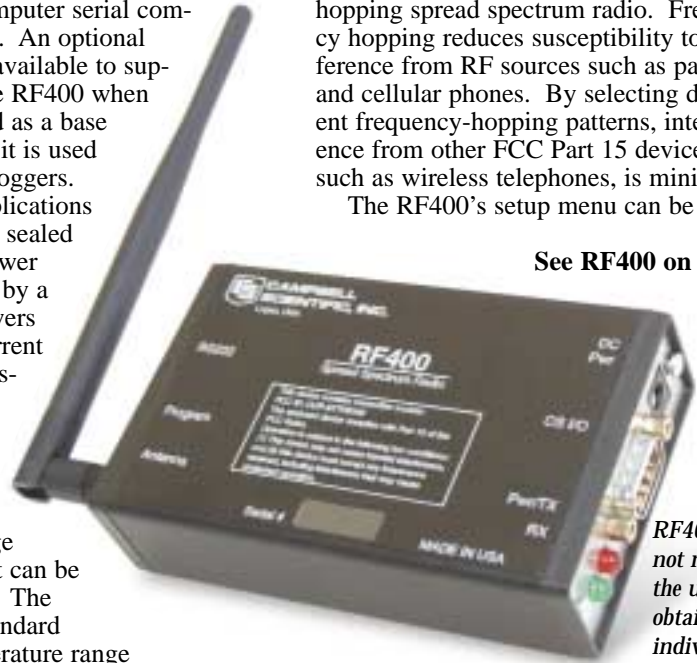 mputer serial com-
. An optional
available to sup-
e RF400 when
d as a base
it is used
oggers.
plications
sealed
wer
by a
vers
rrent
s-
ge
t can be
The
ndard
erature range
hopping spread spectrum radio. Fre
cy hopping reduces susceptibility to
ference from RF sources such as pa
and cellular phones. By selecting d
ent frequency-hopping patterns, inte
ence from other FCC Part 15 device
such as wireless telephones, is mini
The RF400's setup menu can be
See RF400 on
CAMPBELL
SCIENTIFIC, INC.
RF400
Spread Spectrum Radio
RS232
Program
Antenna
Serial #
MADE IN USA
DC
Pwr
CS I/O
Pwr/TX
RX
RF40
not r
the u
obtai
indiv